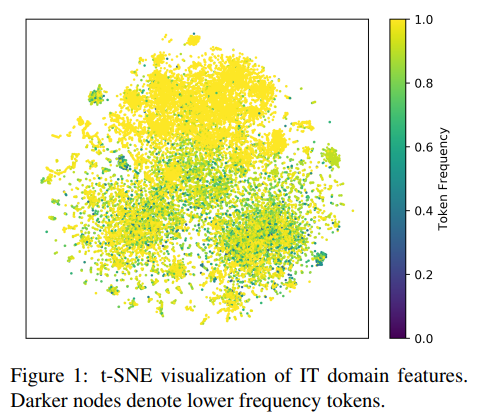 1.0
0.8
0.6
0.4
0.2
0.0
Token Frequency
Figure 1: t-SNE visualization of IT domain features.
Darker nodes denote lower frequency tokens.